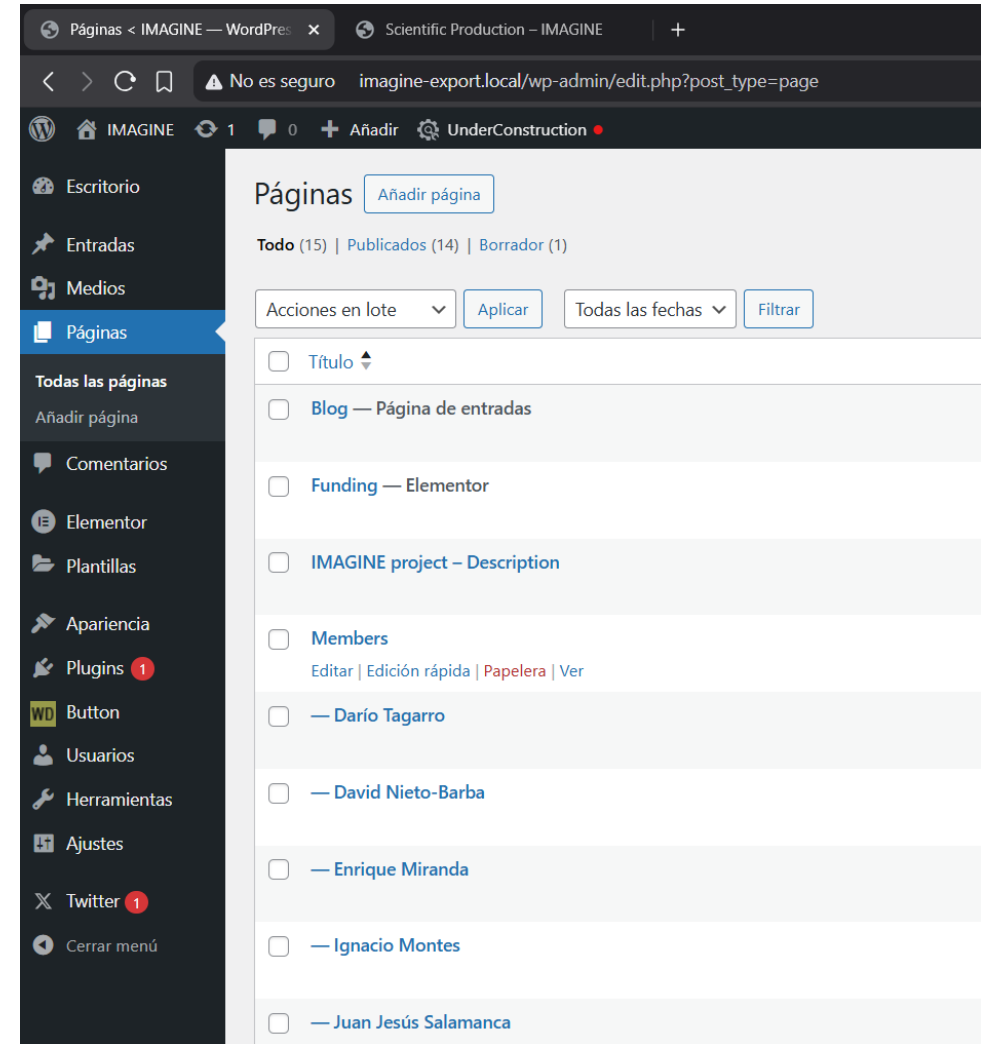 Páginas < IMAGINE — WordPres
Scientific Production – IMAGINE
No es seguro imagine-export.local/wp-admin/edit.php?post_type=page
IMAGINE 1 0 Añadir UnderConstruction
Escritorio
Entradas
Medios
Páginas
Todas las páginas
Añadir página
Comentarios
Elementor
Plantillas
Apariencia
Plugins 1
WD Button
Usuarios
Herramientas
Ajustes
Twitter 1
Cerrar menú
Páginas Añadir página
Todo (15) | Publicados (14) | Borrador (1)
Acciones en lote Aplicar Todas las fechas Filtrar
Título
Blog — Página de entradas
Funding — Elementor
IMAGINE project – Description
Members
Editar | Edición rápida | Papelera | Ver
— Darío Tagarro
— David Nieto-Barba
— Enrique Miranda
— Ignacio Montes
— Juan Jesús Salamanca